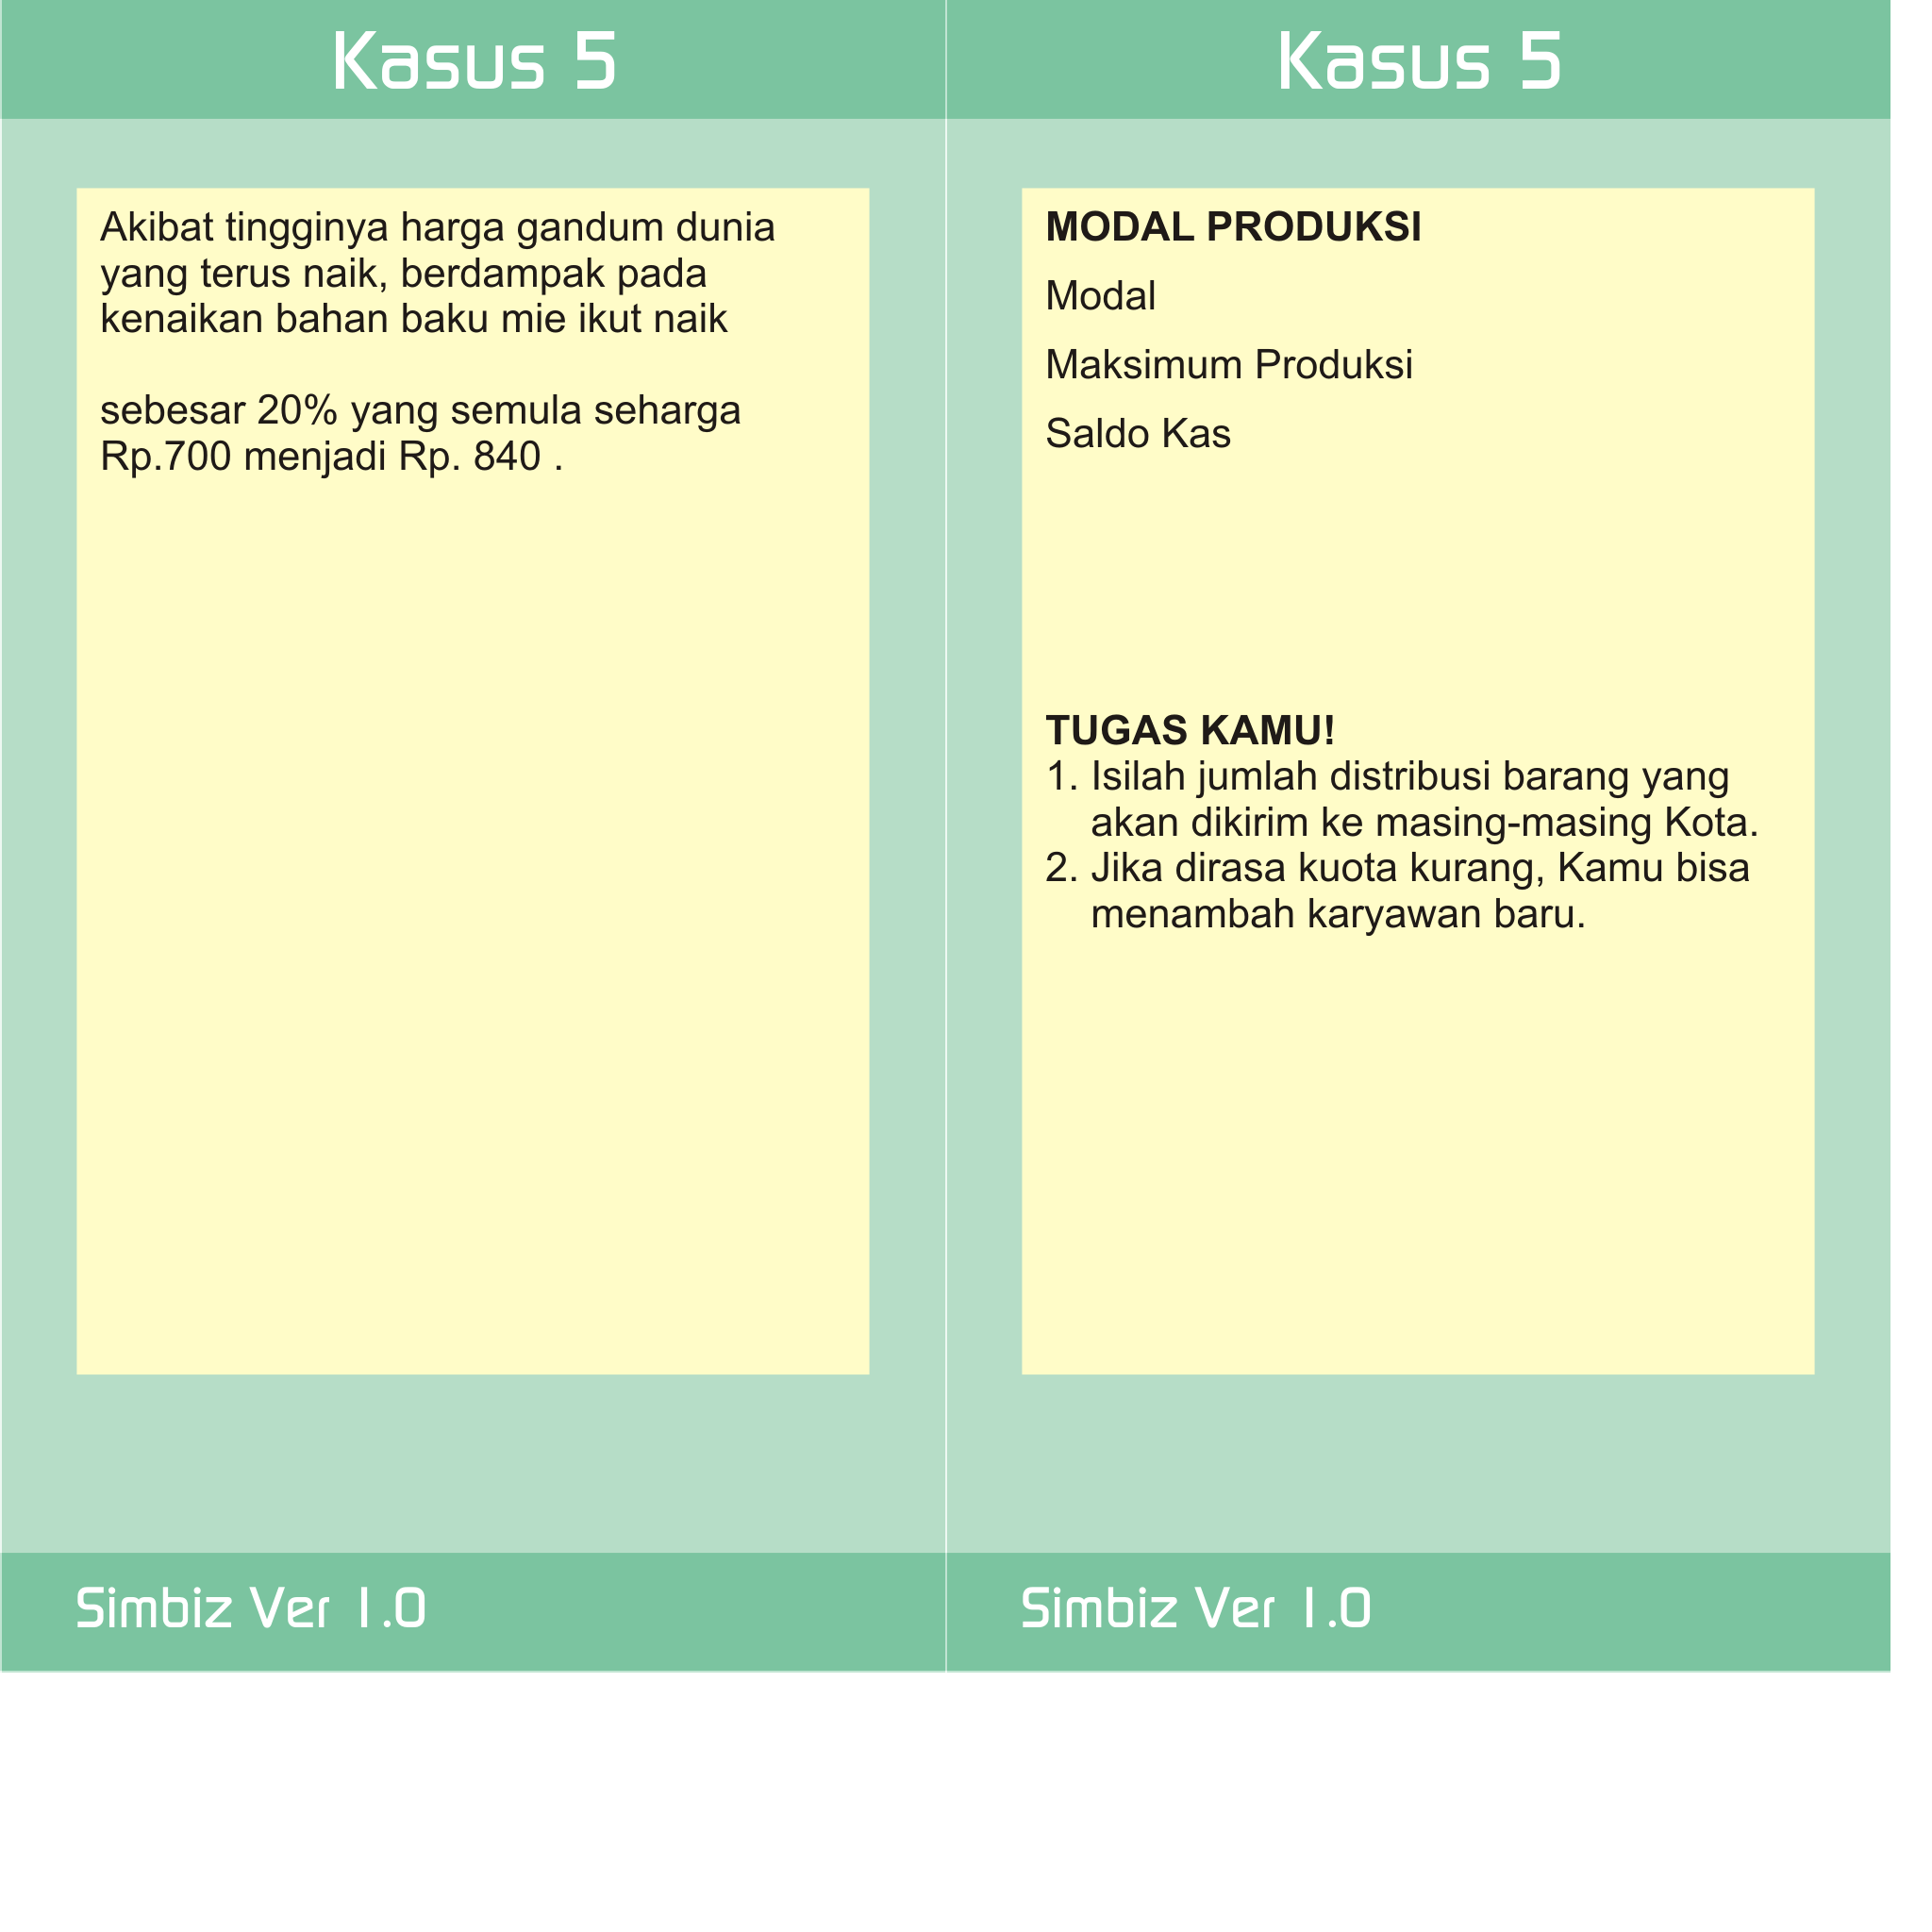 Kasus 5
Akibat tingginya harga gandum dunia
yang terus naik, berdampak pada
kenaikan bahan baku mie ikut naik
sebesar 20% yang semula seharga
Rp.700 menjadi Rp. 840 .
Simbiz Ver 1.0
Kasus 5
MODAL PRODUKSI
Modal
Maksimum Produksi
Saldo Kas
TUGAS KAMU!
1. Isilah jumlah distribusi barang yang
akan dikirim ke masing-masing Kota.
2. Jika dirasa kuota kurang, Kamu bisa
menambah karyawan baru.
Simbiz Ver 1.0